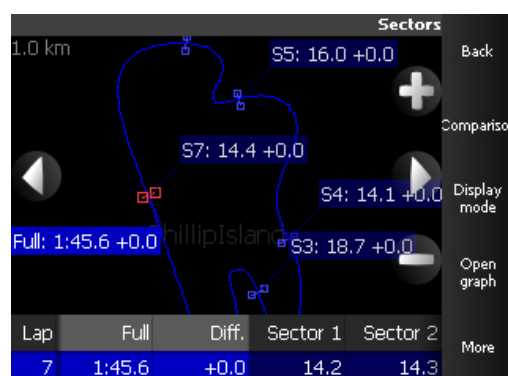 Sectors
1.0 km
S5: 16.0 +0.0
Back
S7: 14.4 +0.0
Compariso
S4: 14.1 +0.0
Display
mode
hillipIsland
Full: 1:45.6 +0.0
S3: 18.7 +0.0
Open
graph
Lap Full Diff. Sector 1 Sector 2
More
7 1:45.6 +0.0 14.2 14.3